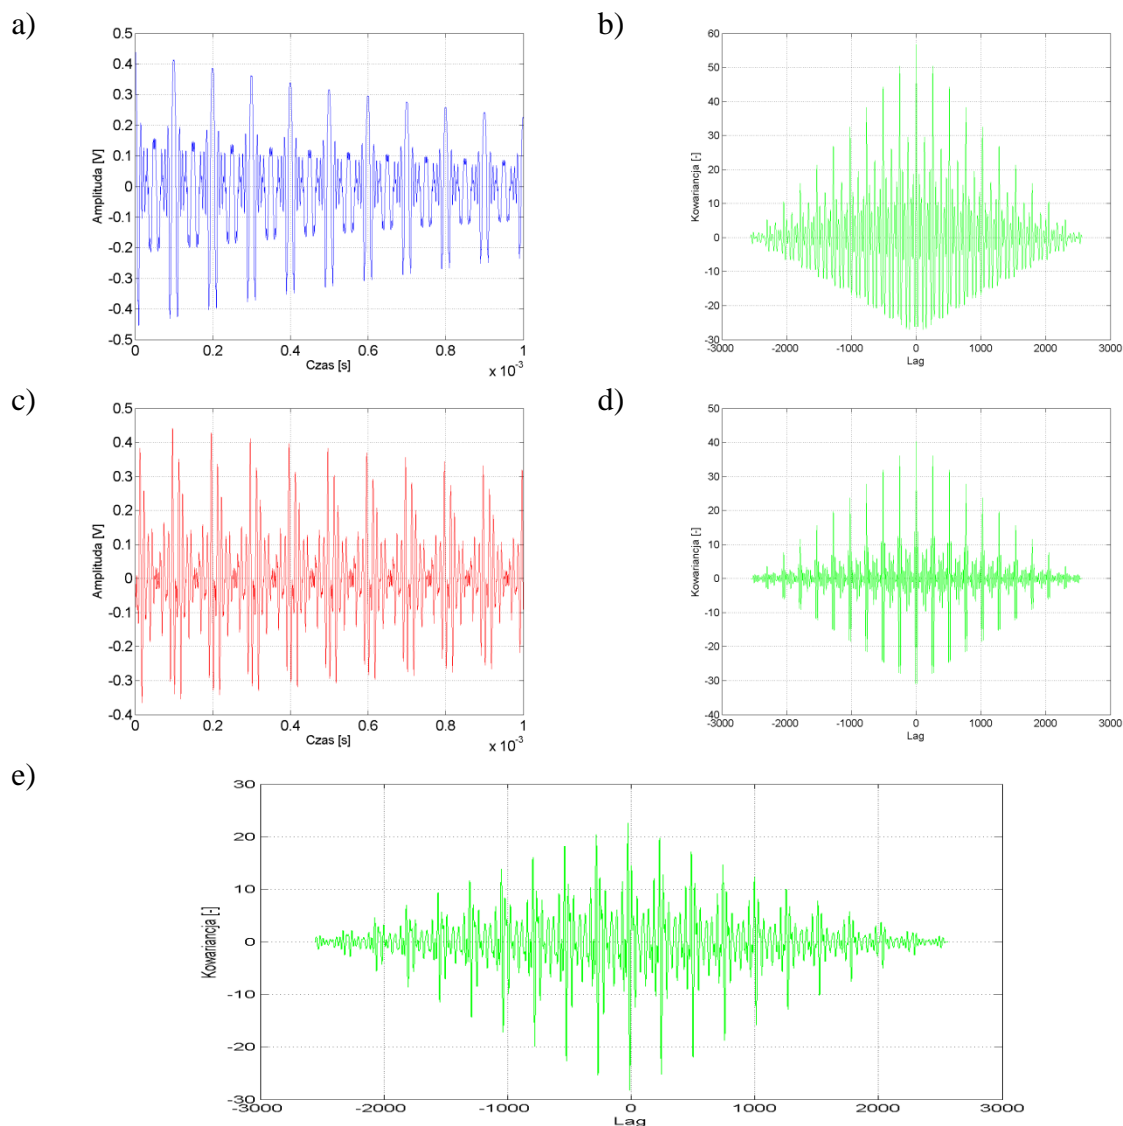 a)
0.5
0.4
0.3
0.2
0.1
0
-0.1
-0.2
-0.3
-0.4
-0.5
Amplituda [V]
0 0.2 0.4 0.6 0.8 1
Czas [s]
x 10-3
b)
60
50
40
30
20
10
0
-10
-20
-30
Kowariancja [-]
-3000 -2000 -1000 0 1000 2000 3000
Lag
c)
0.5
0.4
0.3
0.2
0.1
0
-0.1
-0.2
-0.3
-0.4
Amplituda [V]
0 0.2 0.4 0.6 0.8 1
Czas [s]
x 10-3
d)
50
40
30
20
10
0
-10
-20
-30
-40
Kowariancja [-]
-3000 -2000 -1000 0 1000 2000 3000
Lag
e)
30
20
10
0
-10
-20
-30
Kowariancja [-]
-3000 -2000 -1000 0 1000 2000 3000
Lag